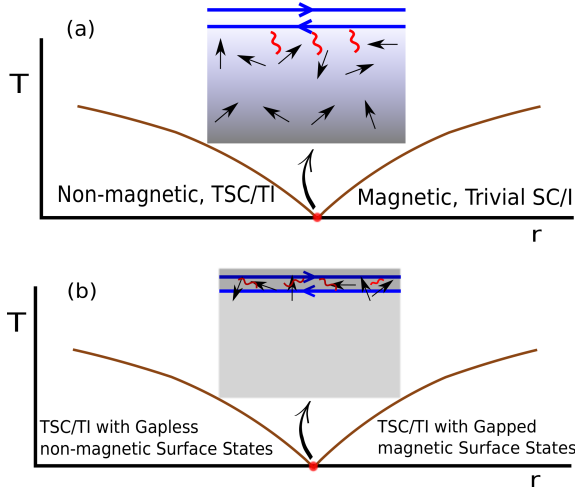 (a)
T
Non-magnetic, TSC/TI
Magnetic, Trivial SC/I
r
(b)
T
TSC/TI with Gapless
non-magnetic Surface States
TSC/TI with Gapped
magnetic Surface States
r